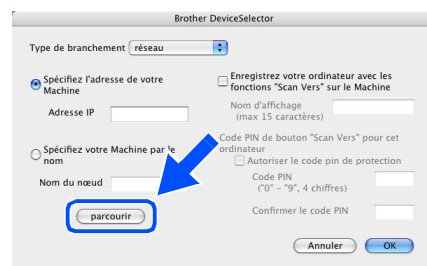 Brother DeviceSelector
Type de branchement réseau
Spécifiez l'adresse de votre
Machine
Adresse IP
Spécifiez votre Machine par le
nom
Nom du nœud
parcourir
Enregistrez votre ordinateur avec les
fonctions "Scan Vers" sur le Machine
Nom d'affichage
(max 15 caractères)
Code PIN de bouton "Scan Vers" pour cet
ordinateur
Autoriser le code pin de protection
Code PIN
("0" - "9", 4 chiffres)
Confirmer le code PIN
Annuler OK